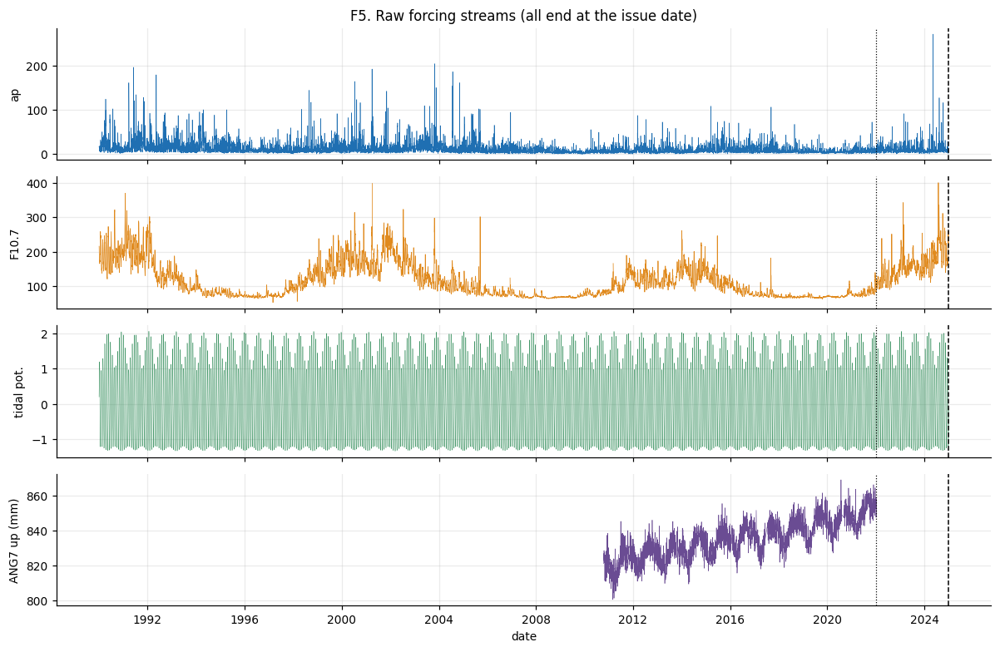 F5. Raw forcing streams (all end at the issue date)
200
100
0
ap
400
300
200
100
F10.7
2
1
0
−1
tidal pot.
860
840
820
800
ANG7 up (mm)
1992 1996 2000 2004 2008 2012 2016 2020 2024
date